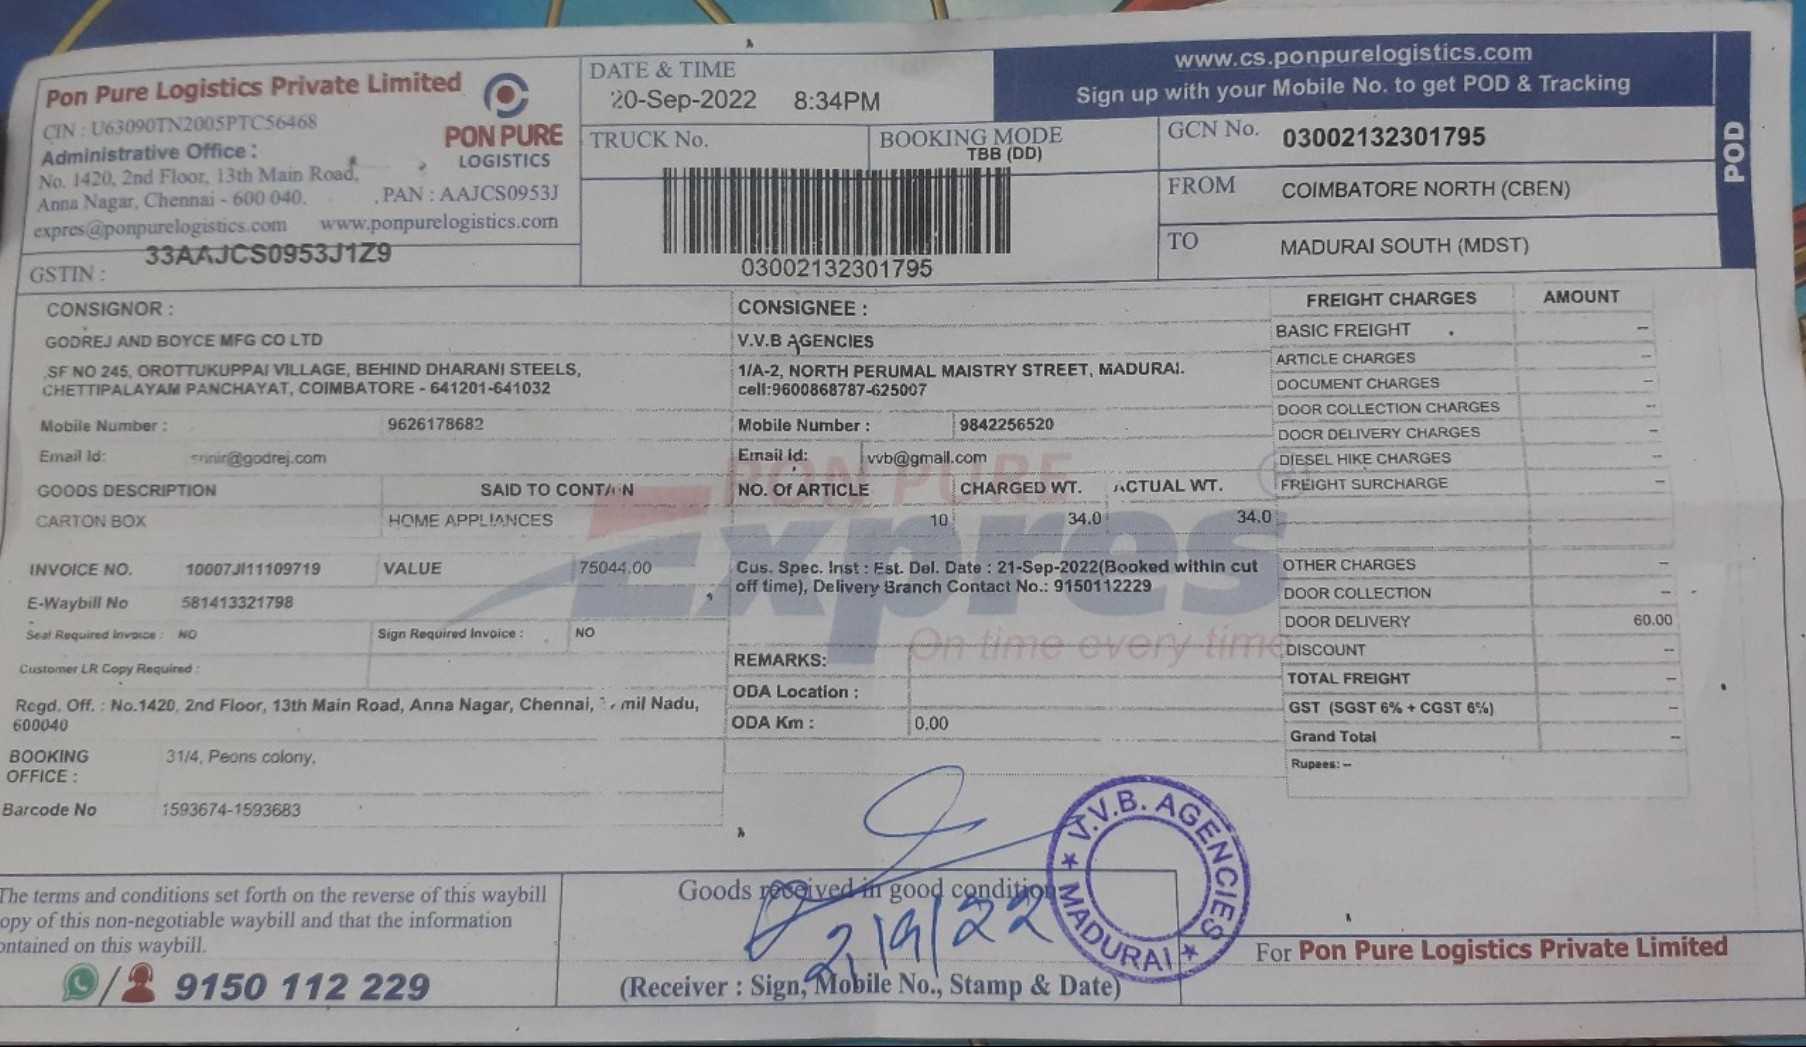 Pon Pure Logistics Private Limited
CIN : U63090TN2005PTC56468
Administrative Office :
No. 1420, 2nd Floor, 13th Main Road,
Anna Nagar, Chennai - 600 040.
PAN : AAJCS0953J
expres@ponpurelogistics.com www.ponpurelogistics.com
PON PURE
LOGISTICS
GSTIN : 33AAJCS0953J1Z9
DATE & TIME
20-Sep-2022 8:34PM
www.cs.ponpurelogistics.com
Sign up with your Mobile No. to get POD & Tracking
TRUCK No.
BOOKING MODE
TBB (DD)
03002132301795
GCN No. 03002132301795
FROM COIMBATORE NORTH (CBEN)
TO MADURAI SOUTH (MDST)
POD
CONSIGNOR :
GODREJ AND BOYCE MFG CO LTD
SF NO 245, OROTTUKUPPAI VILLAGE, BEHIND DHARANI STEELS,
CHETTIPALAYAM PANCHAYAT, COIMBATORE - 641201-641032
Mobile Number : 9626178682
Email Id: @godrej.com
GOODS DESCRIPTION SAID TO CONTAIN
CARTON BOX HOME APPLIANCES
INVOICE NO. 10007JI11109719 VALUE 75044.00
E-Waybill No 581413321798
Seal Required Invoice : NO Sign Required Invoice : NO
Customer LR Copy Required :
Regd. Off. : No.1420, 2nd Floor, 13th Main Road, Anna Nagar, Chennai, Tamil Nadu,
600040
BOOKING OFFICE : 31/4, Peons colony,
Barcode No 1593674-1593683
CONSIGNEE :
V.V.B AGENCIES
1/A-2, NORTH PERUMAL MAISTRY STREET, MADURAI.
cell:9600868787-625007
Mobile Number : 9842256520
Email Id: vvb@gmail.com
NO. Of ARTICLE CHARGED WT. ACTUAL WT.
10 34.0 34.0
PON PURE
Expres
On time every time
Cus. Spec. Inst : Est. Del. Date : 21-Sep-2022(Booked within cut
off time), Delivery Branch Contact No.: 9150112229
REMARKS:
ODA Location :
ODA Km : 0.00
FREIGHT CHARGES AMOUNT
BASIC FREIGHT --
ARTICLE CHARGES --
DOCUMENT CHARGES --
DOOR COLLECTION CHARGES --
DOOR DELIVERY CHARGES --
DIESEL HIKE CHARGES --
FREIGHT SURCHARGE --
OTHER CHARGES --
DOOR COLLECTION --
DOOR DELIVERY 60.00
DISCOUNT --
TOTAL FREIGHT --
GST (SGST 6% + CGST 6%) --
Grand Total --
Rupees: --
The terms and conditions set forth on the reverse of this waybill
opy of this non-negotiable waybill and that the information
ontained on this waybill.
9150 112 229
Goods received in good condition
2/9/22
(Receiver : Sign, Mobile No., Stamp & Date)
V.V.B. AGENCIES
MADURAI
For Pon Pure Logistics Private Limited